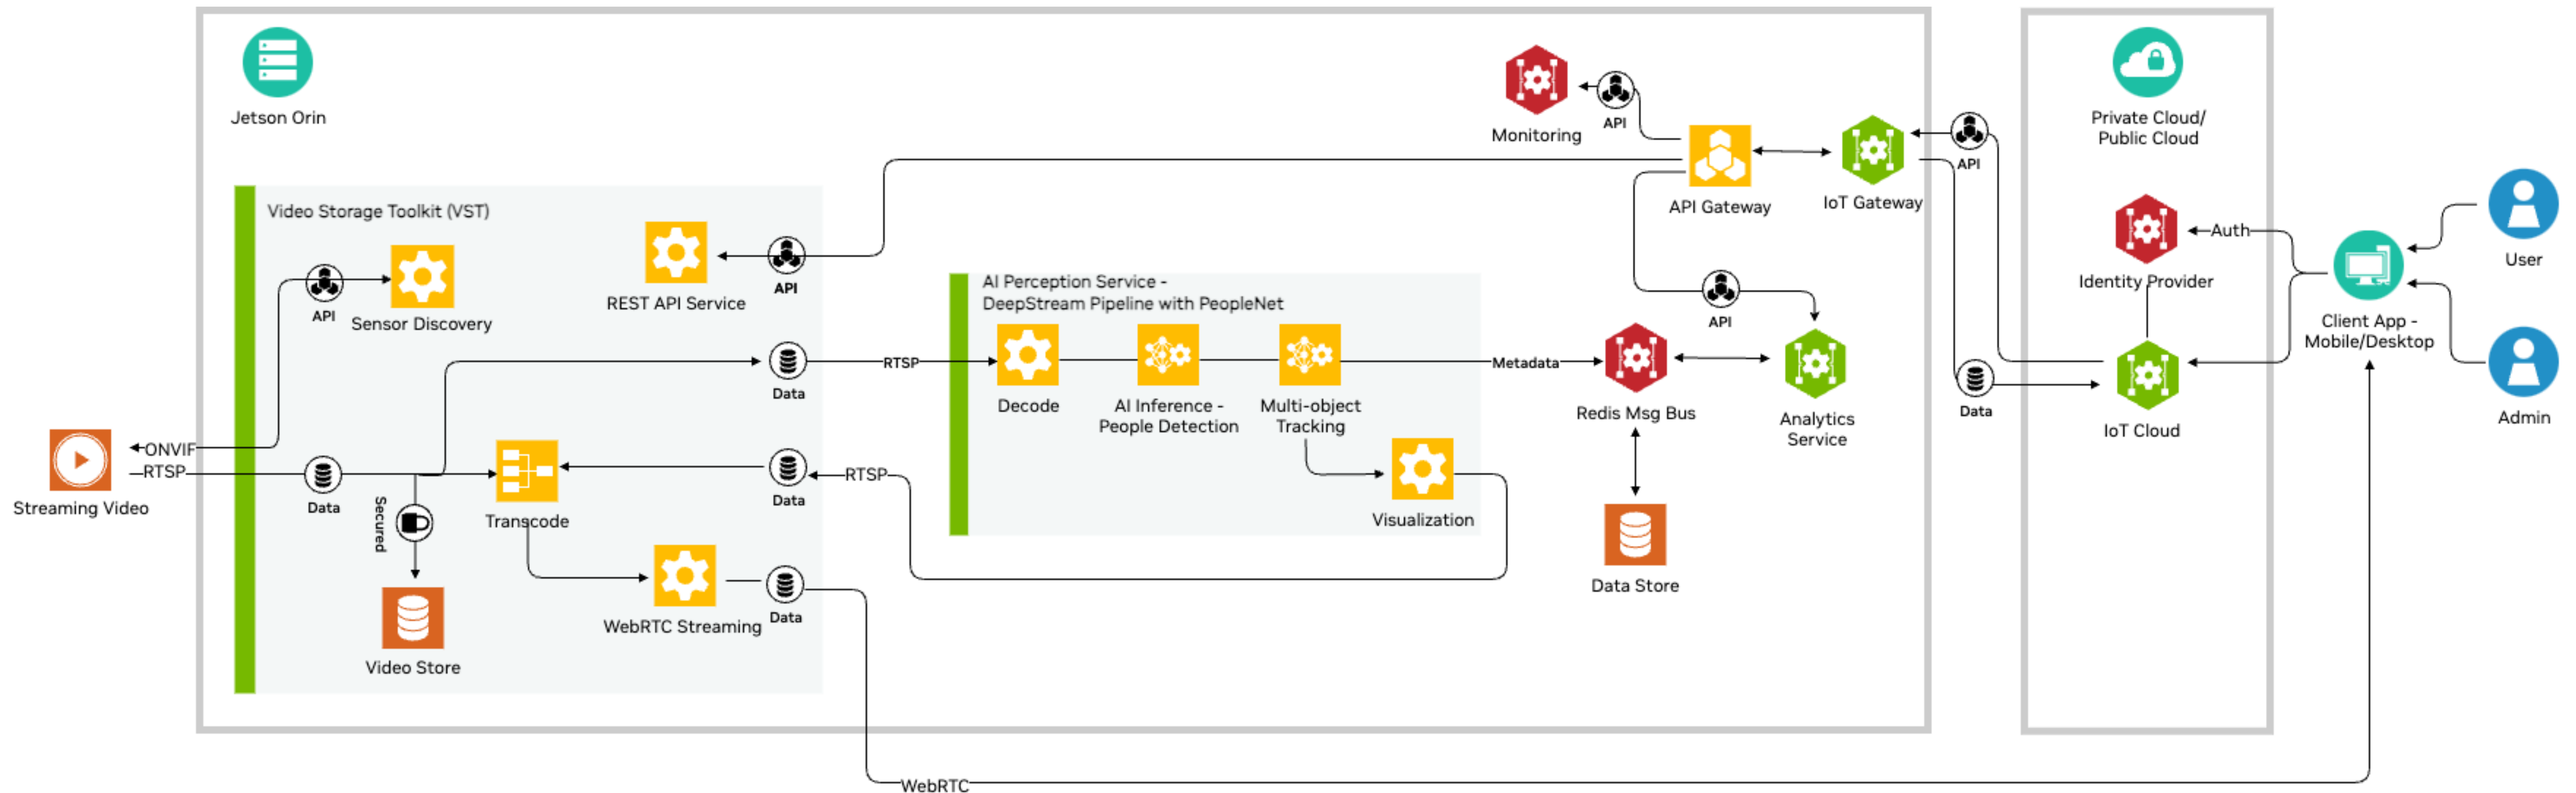 Jetson Orin
Video Storage Toolkit (VST)
API
Sensor Discovery
REST API Service
API
Data
ONVIF
RTSP
Streaming Video
Data
Secured
Transcode
Data
Video Store
WebRTC Streaming
Data
AI Perception Service -
DeepStream Pipeline with PeopleNet
RTSP
Decode
AI Inference -
People Detection
Multi-object
Tracking
Visualization
RTSP
Metadata
Redis Msg Bus
Data Store
Analytics
Service
API
Monitoring
API
API Gateway
IoT Gateway
API
Data
Private Cloud/
Public Cloud
Identity Provider
Auth
IoT Cloud
Client App -
Mobile/Desktop
User
Admin
WebRTC